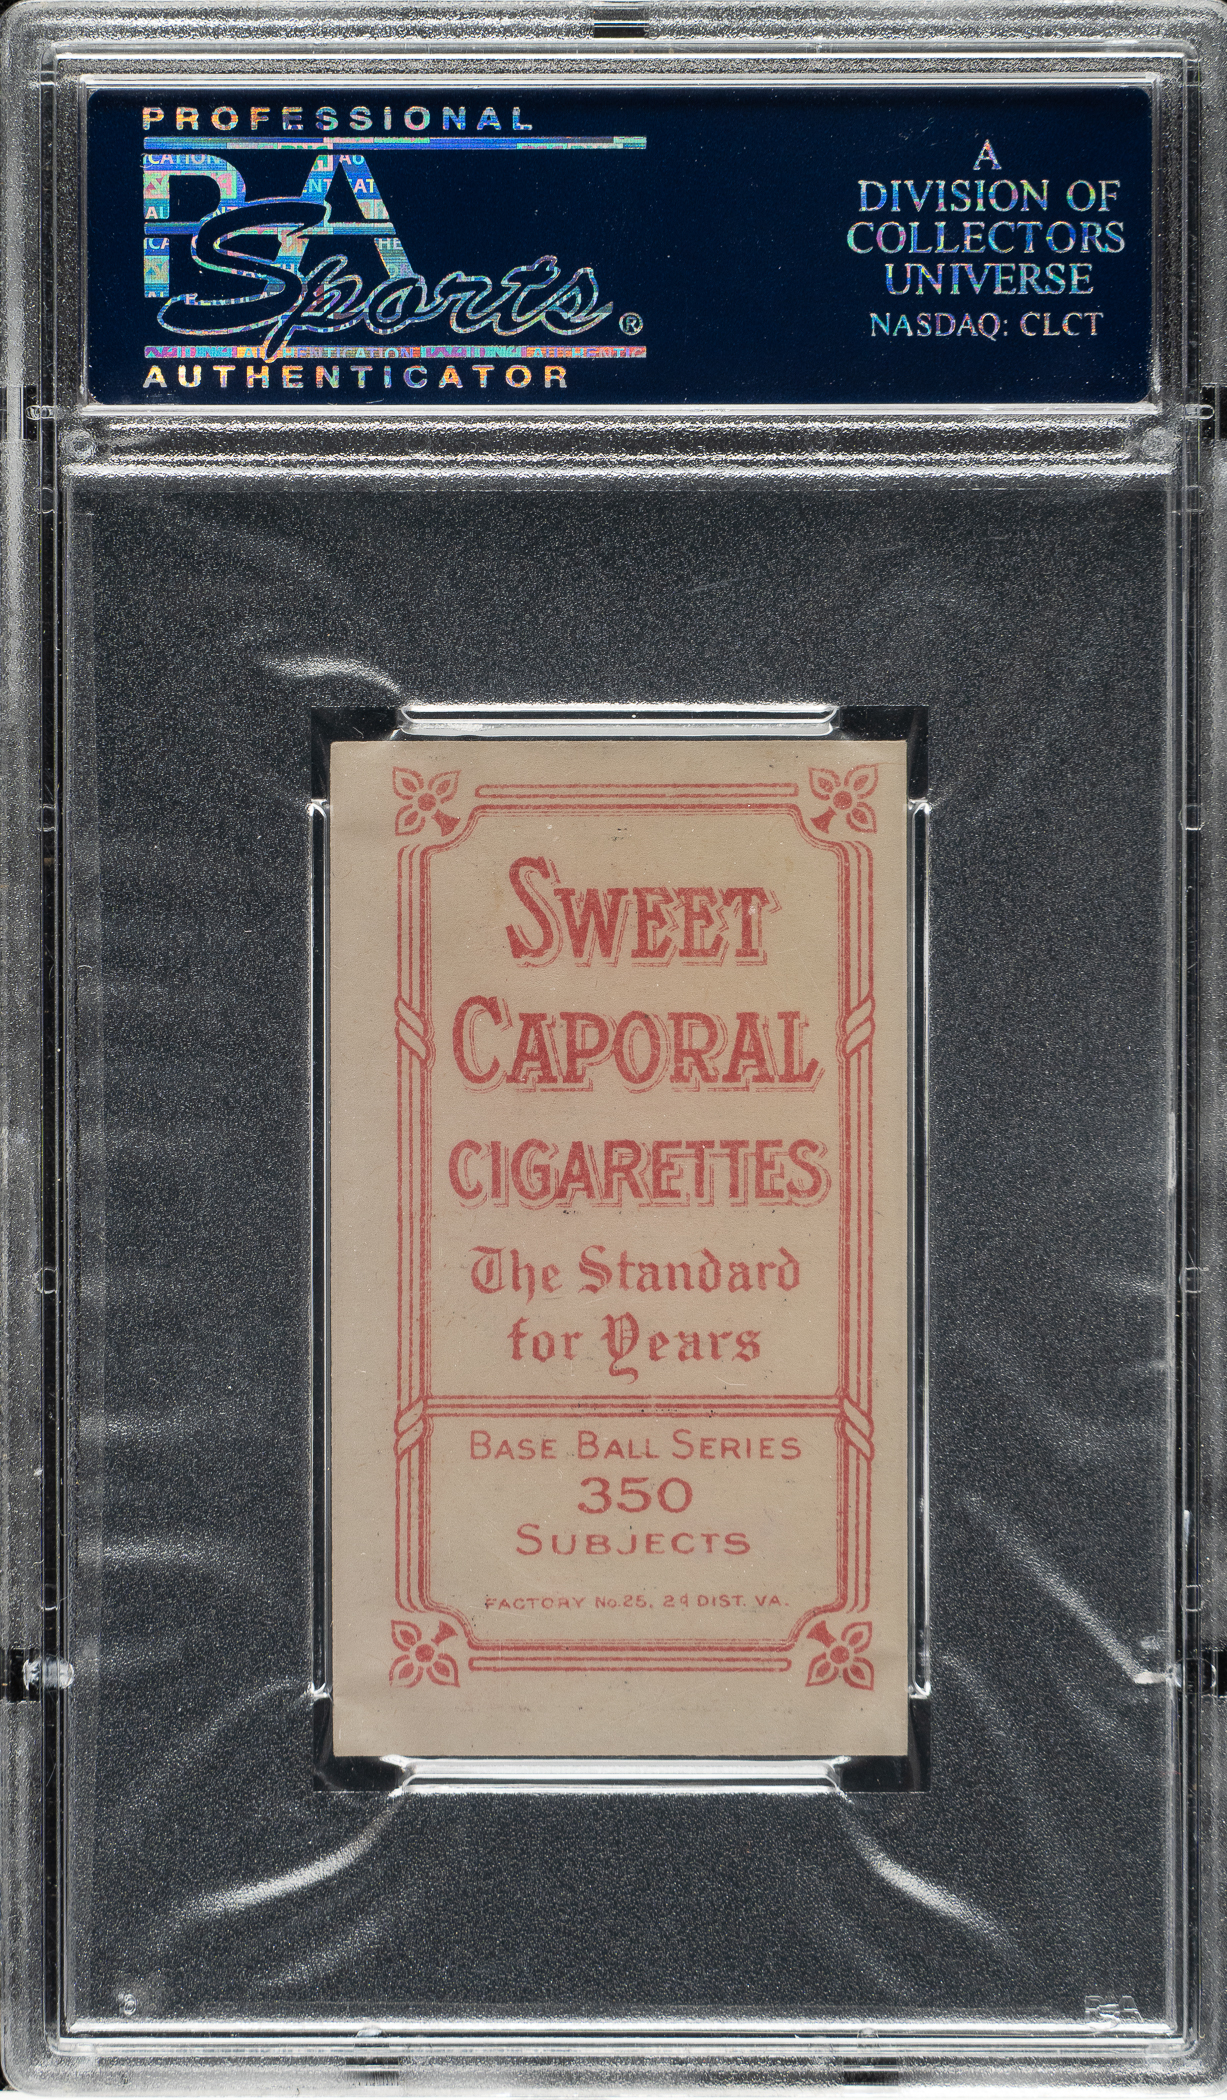 PROFESSIONAL
PSA
Sports®
AUTHENTICATOR
A
DIVISION OF
COLLECTORS
UNIVERSE
NASDAQ: CLCT
SWEET
CAPORAL
CIGARETTES
The Standard
for Years
BASE BALL SERIES
350
SUBJECTS
FACTORY No. 25, 2d DIST. VA.
PSA